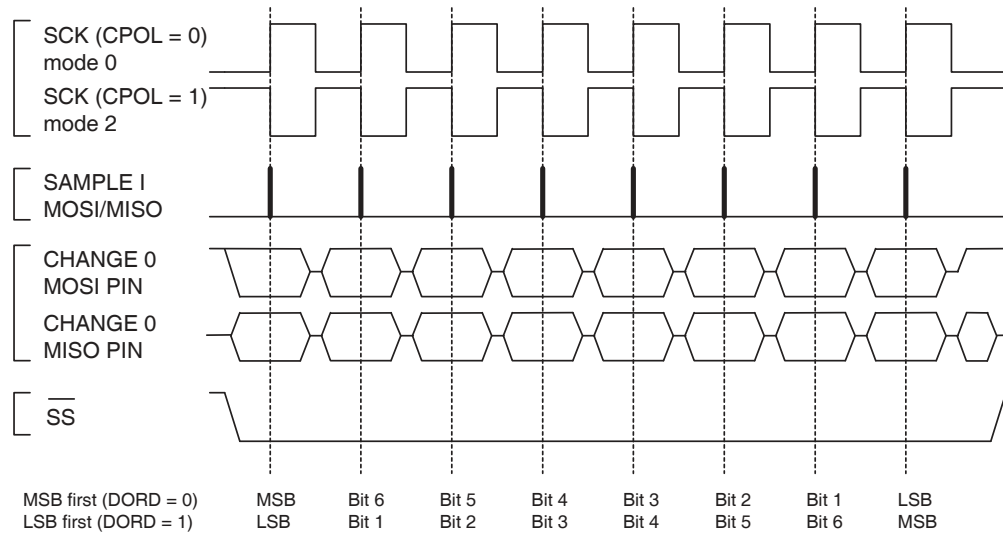 SCK (CPOL = 0)
mode 0
SCK (CPOL = 1)
mode 2
SAMPLE I
MOSI/MISO
CHANGE 0
MOSI PIN
CHANGE 0
MISO PIN
SS
MSB first (DORD = 0) MSB Bit 6 Bit 5 Bit 4 Bit 3 Bit 2 Bit 1 LSB
LSB first (DORD = 1) LSB Bit 1 Bit 2 Bit 3 Bit 4 Bit 5 Bit 6 MSB